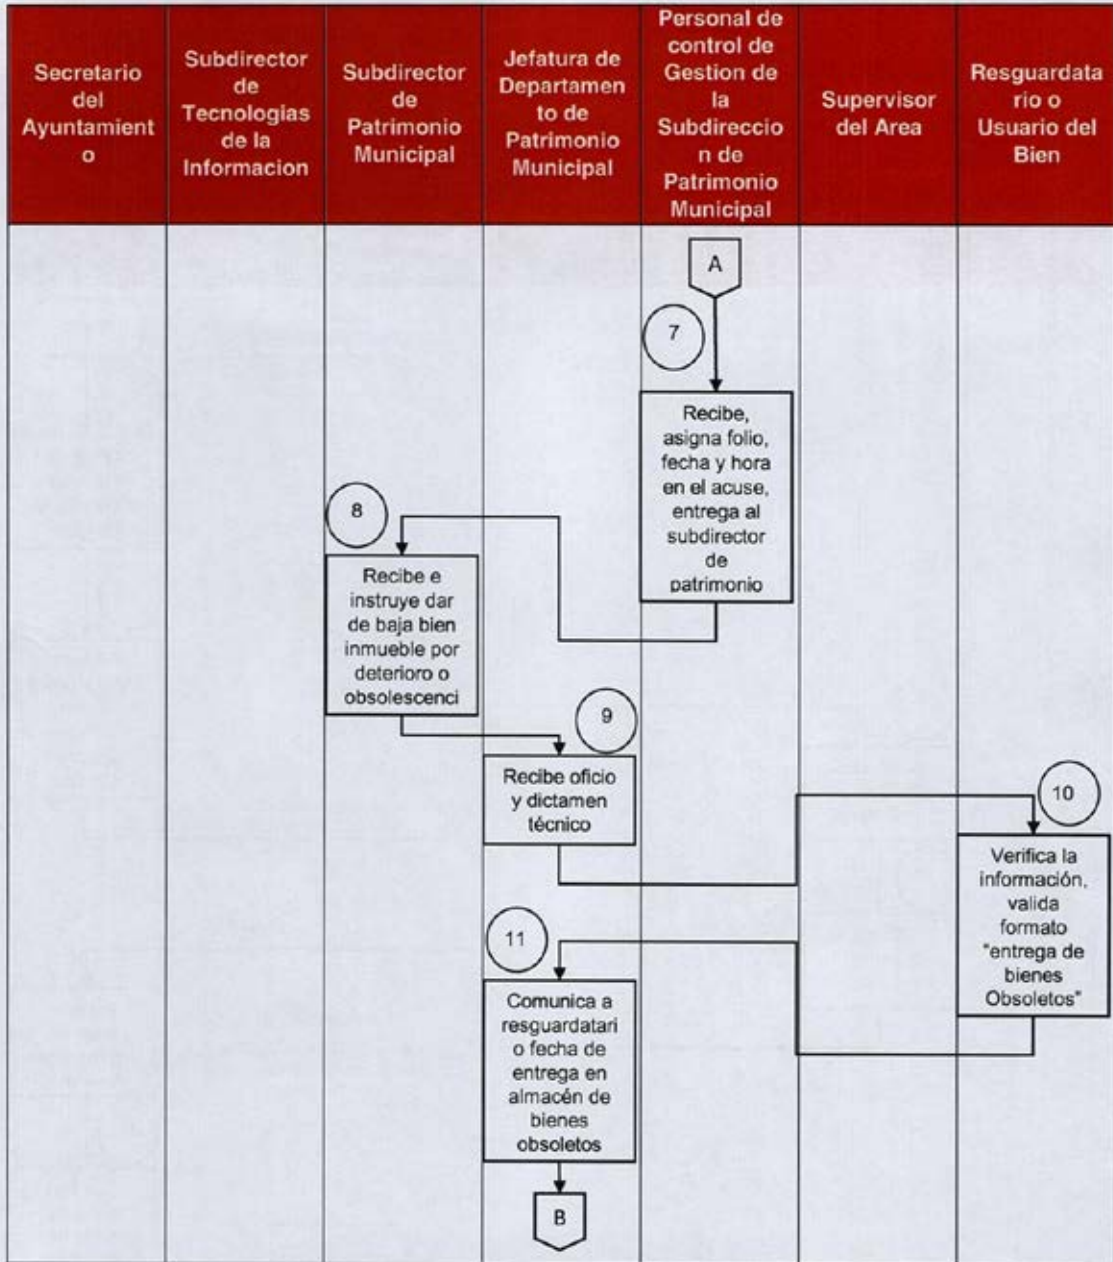 Secretario
del
Ayuntamient
o
Subdirector
de
Tecnologias
de la
Informacion
Subdirector
de
Patrimonio
Municipal
Jefatura de
Departamen
to de
Patrimonio
Municipal
Personal de
control de
Gestion de
la
Subdireccio
n de
Patrimonio
Municipal
Supervisor
del Area
Resguardata
rio o
Usuario del
Bien
A
7
Recibe,
asigna folio,
fecha y hora
en el acuse,
entrega al
subdirector
de
patrimonio
8
Recibe e
instruye dar
de baja bien
inmueble por
deterioro o
obsolescenci
9
Recibe oficio
y dictamen
técnico
10
Verifica la
información,
valida
formato
"entrega de
bienes
Obsoletos"
11
Comunica a
resguardatari
o fecha de
entrega en
almacén de
bienes
obsoletos
B